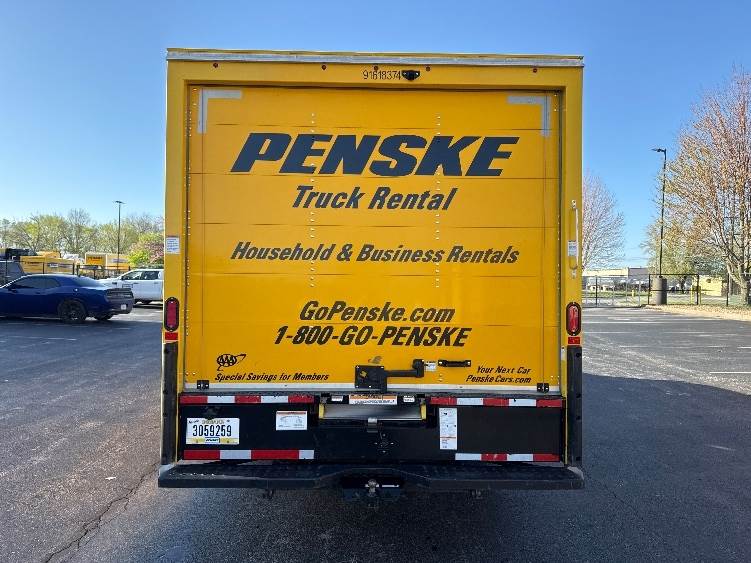 91618374
PENSKE
Truck Rental
Household & Business Rentals
GoPenske.com
1-800-GO-PENSKE
AAA
Special Savings for Members
Your Next Car
PenskeCars.com
3059259